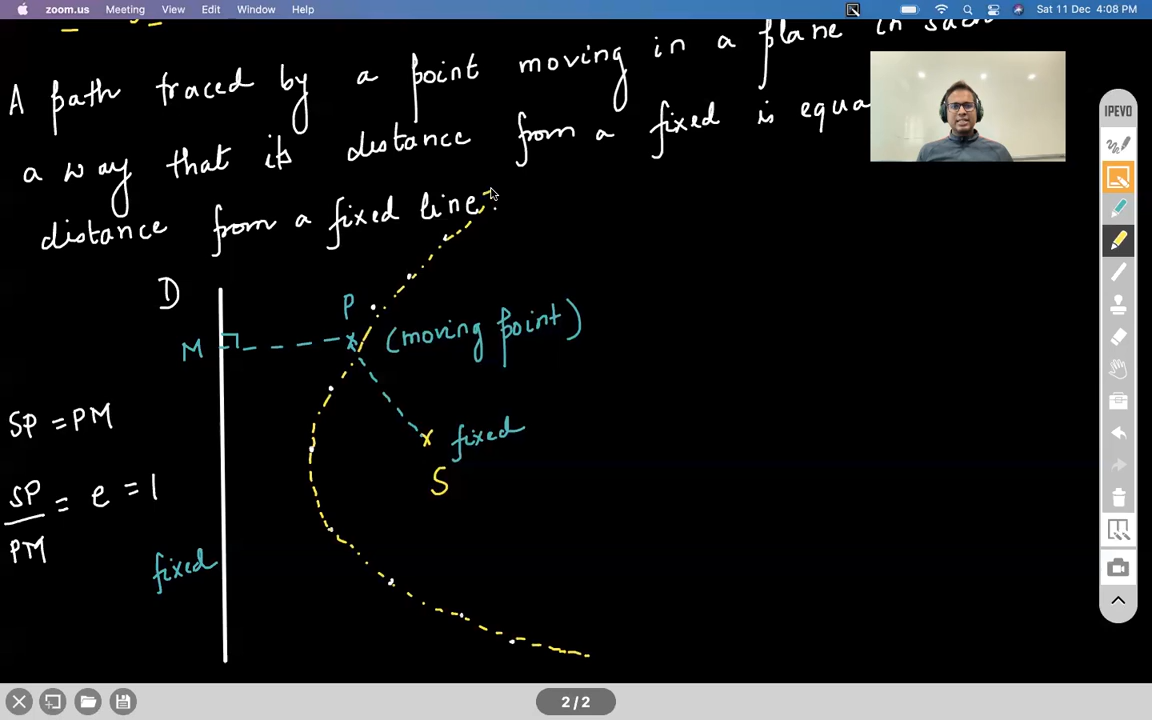 zoom.us Meeting View Edit Window Help Sat 11 Dec 4:08 PM
A path traced by a point moving in a plane in such
a way that its distance from a fixed is equa
distance from a fixed line.
IPEVO
D
P
M
(moving point)
SP = PM
fixed
S
SP/PM = e = 1
fixed
2/2